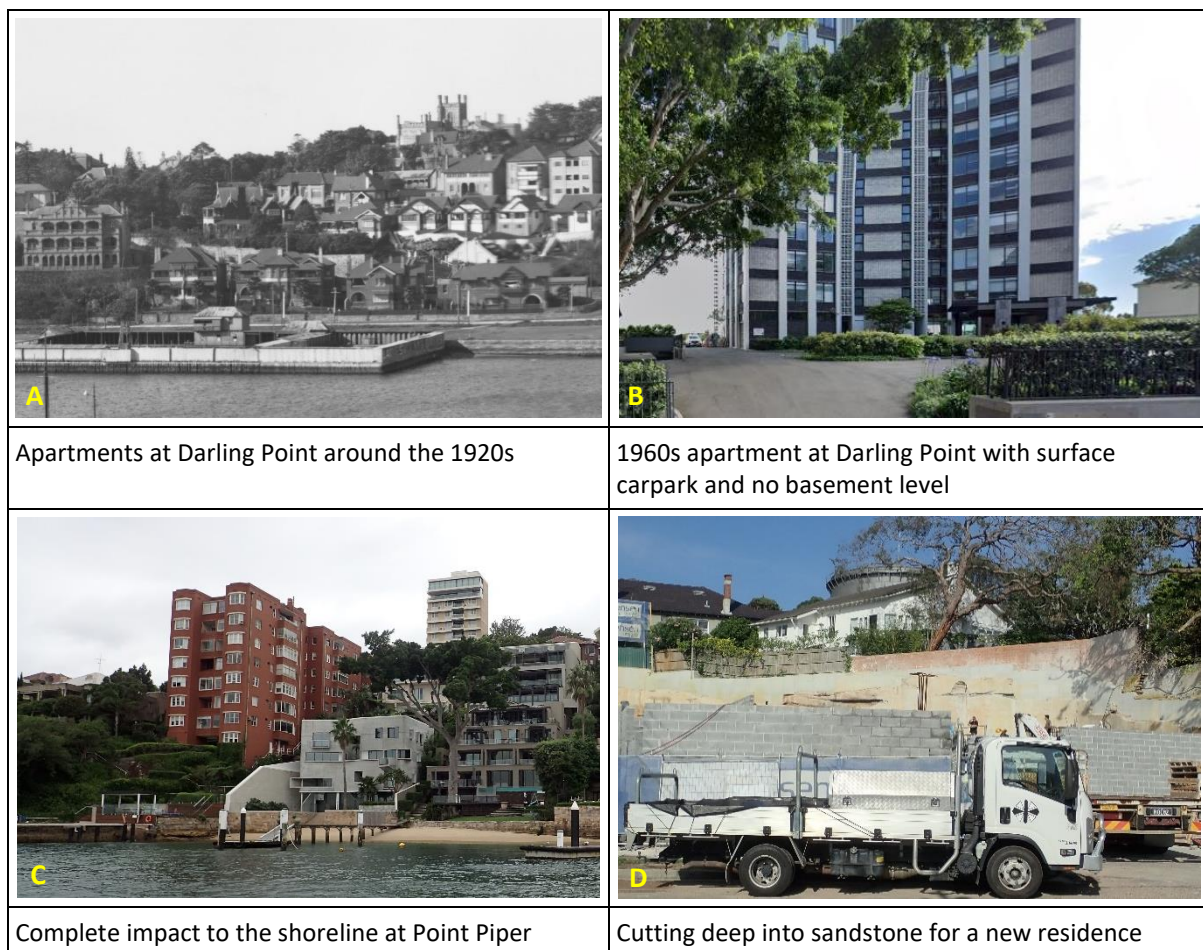 A
B
Apartments at Darling Point around the 1920s
1960s apartment at Darling Point with surface
carpark and no basement level
C
D
Complete impact to the shoreline at Point Piper
Cutting deep into sandstone for a new residence